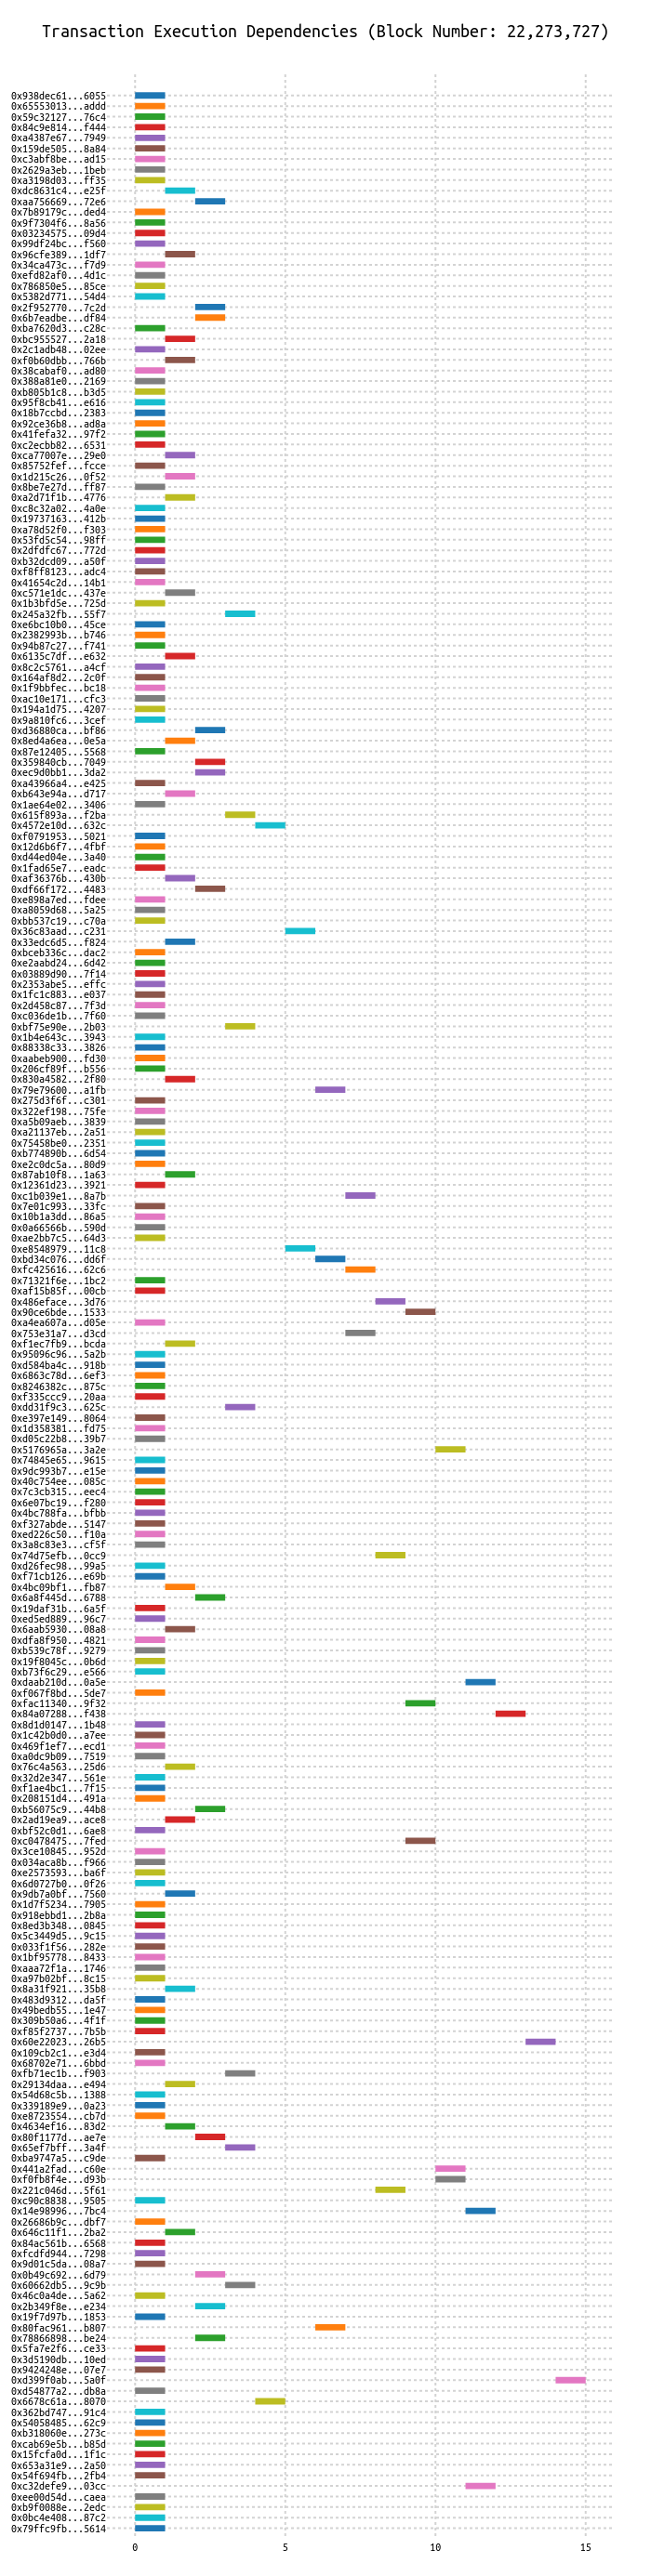 Transaction Execution Dependencies (Block Number: 22,273,727)
0x938dec61...6055
0x65553013...addd
0x59c32127...76c4
0x84c9e814...f444
0xa4387e67...7949
0x159de505...8a84
0xc3abf8be...ad15
0x2629a3eb...1beb
0xa3198d03...ff35
0xdc8631c4...e25f
0xaa756669...72e6
0x7b89179c...ded4
0x9f7304f6...8a56
0x03234575...09d4
0x99df24bc...f560
0x96cfe389...1df7
0x34ca473c...f7d9
0xefd82af0...4d1c
0x786850e5...85ce
0x5382d771...54d4
0x2f952770...7c2d
0x6b7eadbe...df84
0xba7620d3...c28c
0xbc955527...2a18
0x2c1adb48...02ee
0xf0b60dbb...766b
0x38cabaf0...ad80
0x388a81e0...2169
0xb805b1c8...b3d5
0x95f8cb41...e616
0x18b7ccbd...2383
0x92ce36b8...ad8a
0x41fefa32...97f2
0xc2ecbb82...6531
0xca77007e...29e0
0x85752fef...fcce
0x1d215c26...0f52
0x8be7e27d...ff87
0xa2d71f1b...4776
0xc8c32a02...4a0e
0x19737163...412b
0xa78d52f0...f303
0x53fd5c54...98ff
0x2dfdfc67...772d
0xb32dcd09...a50f
0xf8ff8123...adc4
0x41654c2d...14b1
0xc571e1dc...437e
0x1b3bfd5e...725d
0x245a32fb...55f7
0xe6bc10b0...45ce
0x2382993b...b746
0x94b87c27...f741
0x6135c7df...e632
0x8c2c5761...a4cf
0x164af8d2...2c0f
0x1f9bbfec...bc18
0xac10e171...cfc3
0x194a1d75...4207
0x9a810fc6...3cef
0xd36880ca...bf86
0x8ed4a6ea...0e5a
0x87e12405...5568
0x359840cb...7049
0xec9d0bb1...3da2
0xa43966a4...e425
0xb643e94a...d717
0x1ae64e02...3406
0x615f893a...f2ba
0x4572e10d...632c
0xf0791953...5021
0x12d6b6f7...4fbf
0xd44ed04e...3a40
0x1fad65e7...eadc
0xaf36376b...430b
0xdf66f172...4483
0xe898a7ed...fdee
0xa8059d68...5a25
0xbb537c19...c70a
0x36c83aad...c231
0x33edc6d5...f824
0xbceb336c...dac2
0xe2aabd24...6d42
0x03889d90...7f14
0x2353abe5...effc
0x1fc1c883...e037
0x2d458c87...7f3d
0xc036de1b...7f60
0xbf75e90e...2b03
0x1b4e643c...3943
0x88338c33...3826
0xaabeb900...fd30
0x206cf89f...b556
0x830a4582...2f80
0x79e79600...a1fb
0x275d3f6f...c301
0x322ef198...75fe
0xa5b09aeb...3839
0xa21137eb...2a51
0x75458be0...2351
0xb774890b...6d54
0xe2c0dc5a...80d9
0x87ab10f8...1a63
0x12361d23...3921
0xc1b039e1...8a7b
0x7e01c993...33fc
0x10b1a3dd...86a5
0x0a66566b...590d
0xae2bb7c5...64d3
0xe8548979...11c8
0xbd34c076...dd6f
0xfc425616...62c6
0x71321f6e...1bc2
0xaf15b85f...00cb
0x486eface...3d76
0x90ce6bde...1533
0xa4ea607a...d05e
0x753e31a7...d3cd
0xf1ec7fb9...bcda
0x95096c96...5a2b
0xd584ba4c...918b
0x6863c78d...6ef3
0x8246382c...875c
0xf335ccc9...20aa
0xdd31f9c3...625c
0xe397e149...8064
0x1d358381...fd75
0xd05c22b8...39b7
0x5176965a...3a2e
0x74845e65...9615
0x9dc993b7...e15e
0x40c754ee...085c
0x7c3cb315...eec4
0x6e07bc19...f280
0x4bc788fa...bfbb
0xf327abde...5147
0xed226c50...f10a
0x3a8c83e3...cf5f
0x74d75efb...0cc9
0xd26fec98...99a5
0xf71cb126...e69b
0x4bc09bf1...fb87
0x6a8f445d...6788
0x19daf31b...6a5f
0xed5ed889...96c7
0x6aab5930...08a8
0xdfa8f950...4821
0xb539c78f...9279
0x19f8045c...0b6d
0xb73f6c29...e566
0xdaab210d...0a5e
0xf067f8bd...5de7
0xfac11340...9f32
0x84a07288...f438
0x8d1d0147...1b48
0x1c42b0d0...a7ee
0x469f1ef7...ecd1
0xa0dc9b09...7519
0x76c4a563...25d6
0x32d2e347...561e
0xf1ae4bc1...7f15
0x208151d4...491a
0xb56075c9...44b8
0x2ad19ea9...ace8
0xbf52c0d1...6ae8
0xc0478475...7fed
0x3ce10845...952d
0x034aca8b...f966
0xe2573593...ba6f
0x6d0727b0...0f26
0x9db7a0bf...7560
0x1d7f5234...7905
0x918ebbd1...2b8a
0x8ed3b348...0845
0x5c3449d5...9c15
0x033f1f56...282e
0x1bf95778...8433
0xaaa72f1a...1746
0xa97b02bf...8c15
0x8a31f921...35b8
0x483d9312...da5f
0x49bedb55...1e47
0x309b50a6...4f1f
0xf85f2737...7b5b
0x60e22023...26b5
0x109cb2c1...e3d4
0x68702e71...6bbd
0xfb71ec1b...f903
0x29134daa...e494
0x54d68c5b...1388
0x339189e9...0a23
0xe8723554...cb7d
0x4634ef16...83d2
0x80f1177d...ae7e
0x65ef7bff...3a4f
0xba9747a5...c9de
0x441a2fad...c60e
0xf0fb8f4e...d93b
0x221c046d...5f61
0xc90c8838...9505
0x14e98996...7bc4
0x26686b9c...dbf7
0x646c11f1...2ba2
0x84ac561b...6568
0xfcdfd944...7298
0x9d01c5da...08a7
0x0b49c692...6d79
0x60662db5...9c9b
0x46c0a4de...5a62
0x2b349f8e...e234
0x19f7d97b...1853
0x80fac961...b807
0x78866898...be24
0x5fa7e2f6...ce33
0x3d5190db...10ed
0x9424248e...07e7
0xd399f0ab...5a0f
0xd54877a2...db8a
0x6678c61a...8070
0x362bd747...91c4
0x54058485...62c9
0xb318060e...273c
0xcab69e5b...b85d
0x15fcfa0d...1f1c
0x653a31e9...2a50
0x54f694fb...2fb4
0xc32defe9...03cc
0xee00d54d...caea
0xb9f0088e...2edc
0x0bc4e408...87c2
0x79ffc9fb...5614
0 5 10 15